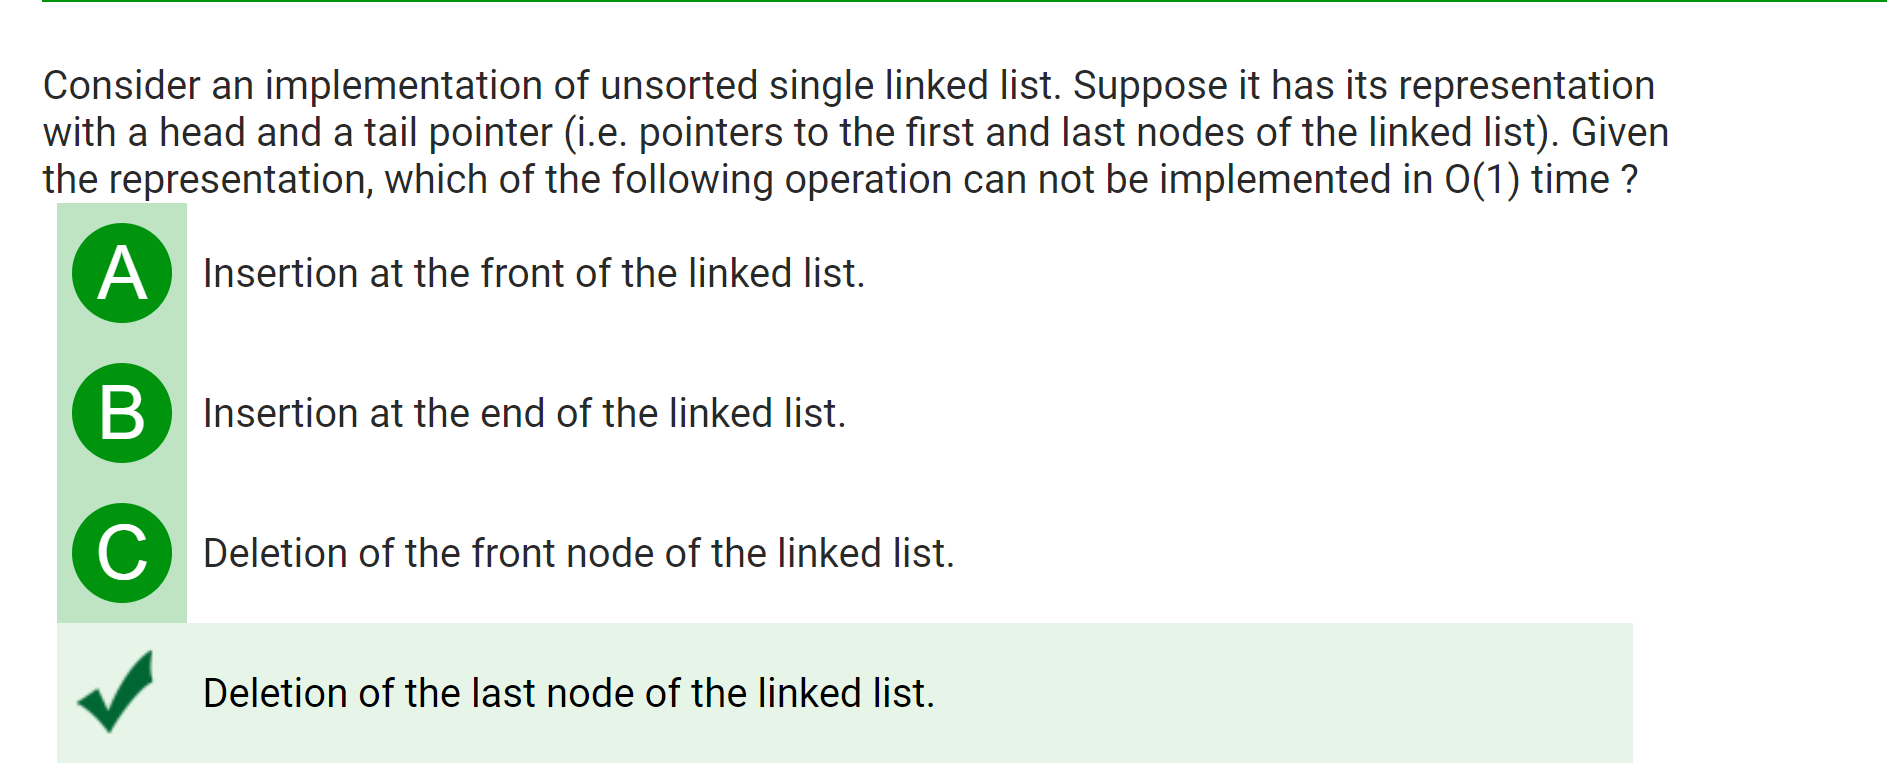 Consider an implementation of unsorted single linked list. Suppose it has its representation
with a head and a tail pointer (i.e. pointers to the first and last nodes of the linked list). Given
the representation, which of the following operation can not be implemented in O(1) time ?
A Insertion at the front of the linked list.
B Insertion at the end of the linked list.
C Deletion of the front node of the linked list.
Deletion of the last node of the linked list.